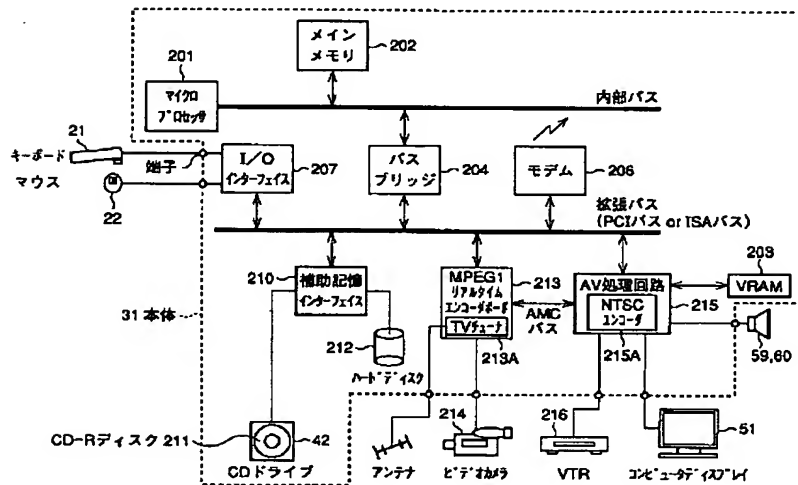 メイン
メモリ
202
201
マイクロ
プロセッサ
内部バス
21
キーボード
端子
マウス
22
I/O
インターフェイス
207
バス
ブリッジ
204
モデム
206
拡張バス
(PCIバス or ISAバス)
210
補助記憶
インターフェイス
MPEG1
リアルタイム
エンコーダボード
TVチューナ
213
213A
AMC
バス
AV処理回路
NTSC
エンコーダ
215
215A
203
VRAM
31 本体
212
ハードディスク
59,60
CD-Rディスク 211
42
CDドライブ
アンテナ
214
ビデオカメラ
216
VTR
51
コンピュータディスプレイ